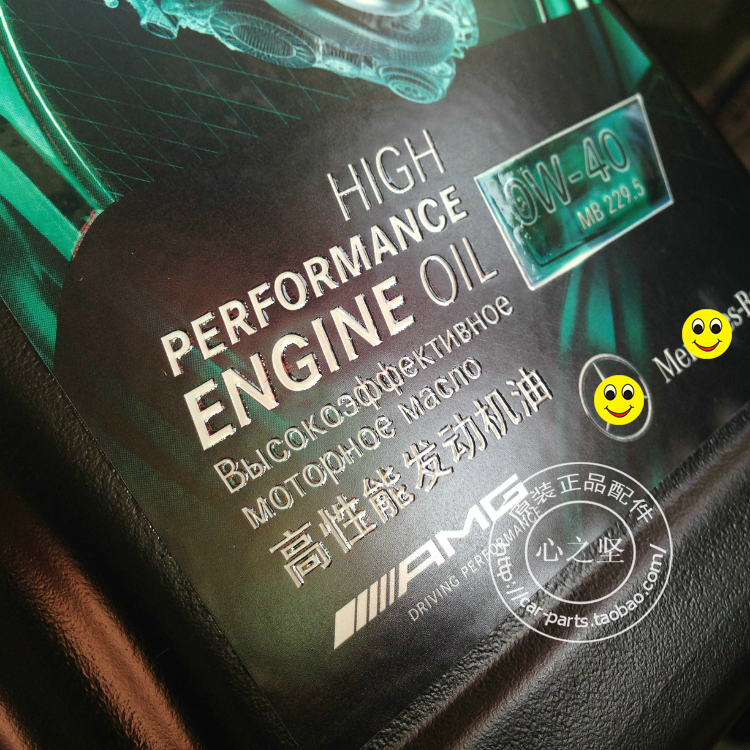 HIGH
PERFORMANCE
ENGINE OIL
Высокоэффективное
моторное масло
高性能发动机油
0W-40
MB 229.5
AMG
DRIVING PERFORMANCE
原装正品配件
心之坚
http://car-parts.taobao.com/